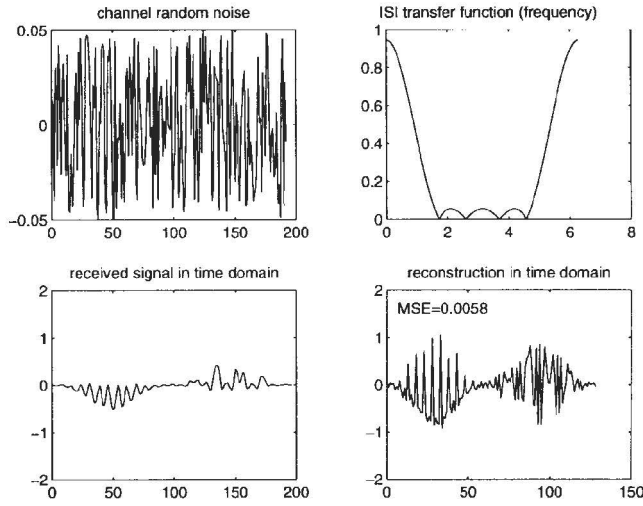 channel random noise
0.05
0
−0.05
0 50 100 150 200
ISI transfer function (frequency)
1
0.8
0.6
0.4
0.2
0
0 2 4 6 8
received signal in time domain
2
1
0
−1
−2
0 50 100 150 200
reconstruction in time domain
2
MSE=0.0058
1
0
−1
−2
0 50 100 150